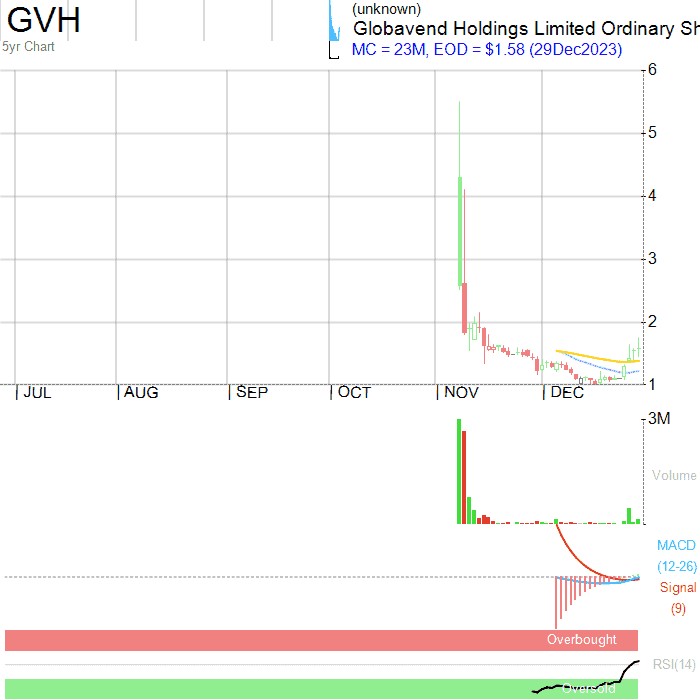 GVH
5yr Chart
(unknown)
Globavend Holdings Limited Ordinary Sh
MC = 23M, EOD = $1.58 (29Dec2023)
6
5
4
3
2
1
JUL AUG SEP OCT NOV DEC
3M
Volume
MACD
(12-26)
Signal
(9)
Overbought
RSI(14)
Oversold